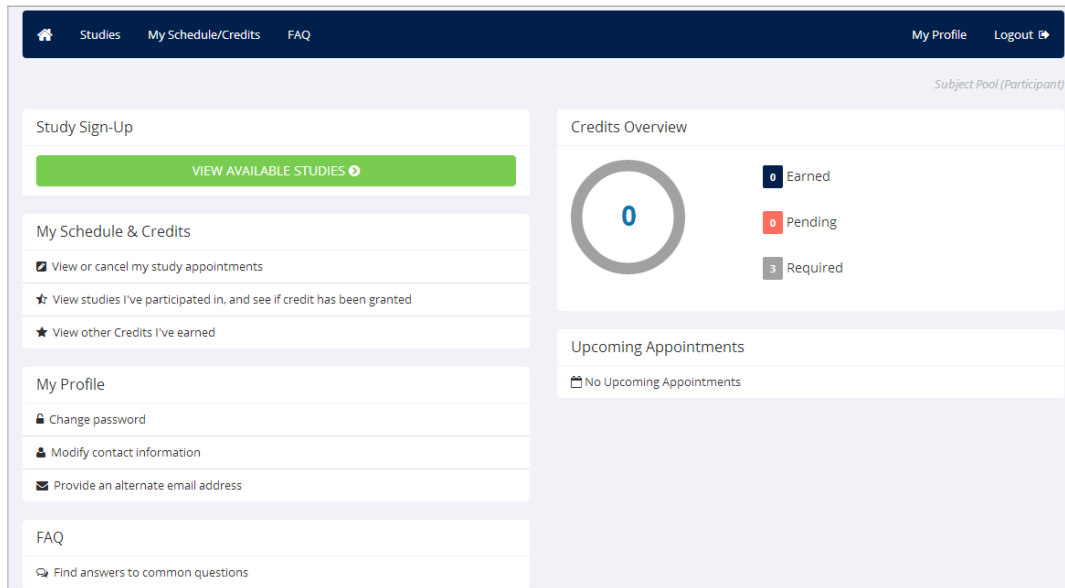 Studies My Schedule/Credits FAQ My Profile Logout
Subject Pool (Participant)
Study Sign-Up
VIEW AVAILABLE STUDIES
My Schedule & Credits
View or cancel my study appointments
View studies I've participated in, and see if credit has been granted
View other Credits I've earned
My Profile
Change password
Modify contact information
Provide an alternate email address
FAQ
Find answers to common questions
Credits Overview
0
0 Earned
0 Pending
3 Required
Upcoming Appointments
No Upcoming Appointments